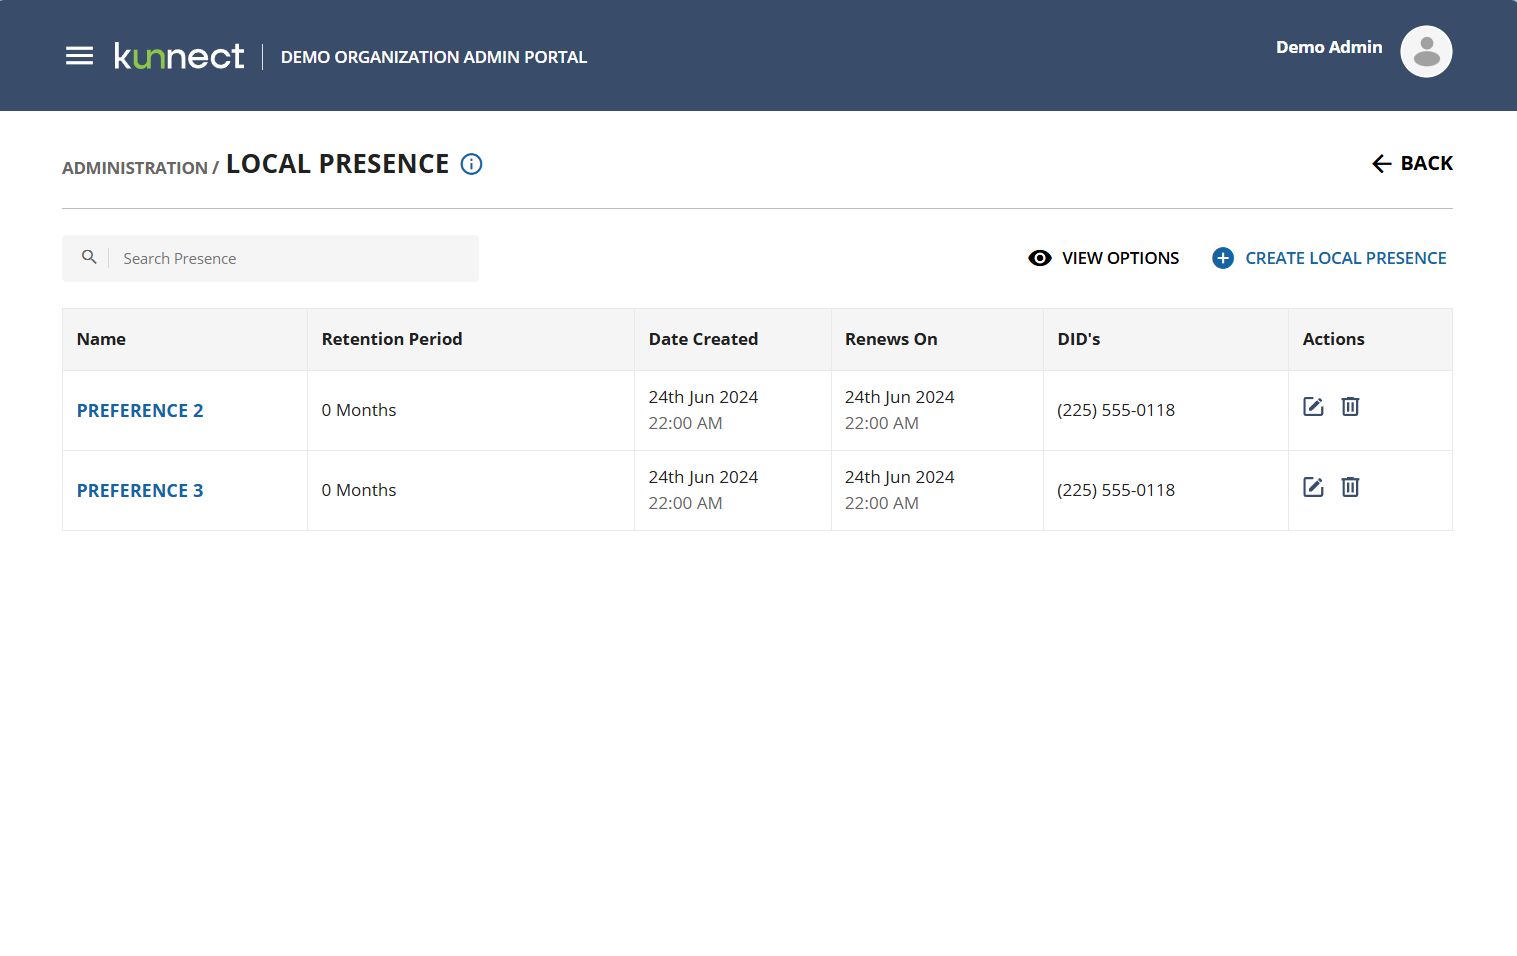 kunnect DEMO ORGANIZATION ADMIN PORTAL Demo Admin
ADMINISTRATION / LOCAL PRESENCE BACK
Search Presence VIEW OPTIONS CREATE LOCAL PRESENCE
Name Retention Period Date Created Renews On DID's Actions
PREFERENCE 2 0 Months 24th Jun 2024 24th Jun 2024 (225) 555-0118
22:00 AM 22:00 AM
PREFERENCE 3 0 Months 24th Jun 2024 24th Jun 2024 (225) 555-0118
22:00 AM 22:00 AM